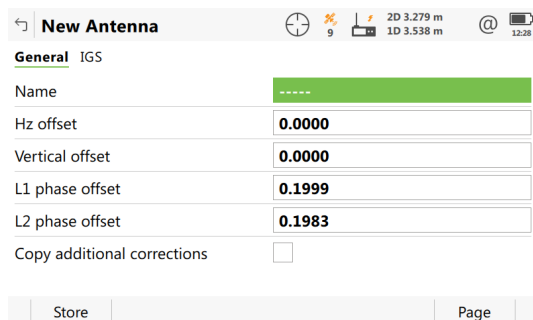 New Antenna
9
2D 3.279 m
1D 3.538 m
@
12:28
General IGS
Name -----
Hz offset 0.0000
Vertical offset 0.0000
L1 phase offset 0.1999
L2 phase offset 0.1983
Copy additional corrections
Store Page